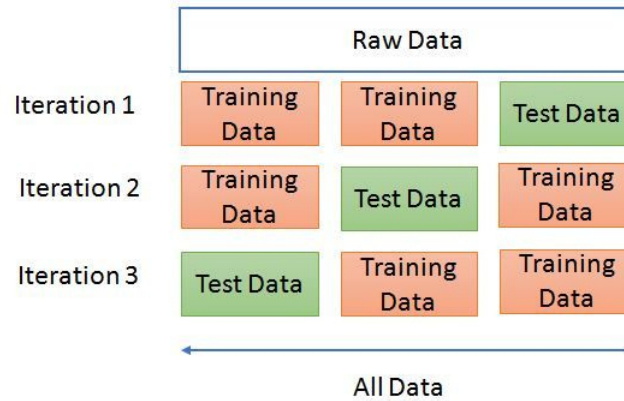 Raw Data
Iteration 1
Training
Data
Training
Data
Test Data
Iteration 2
Training
Data
Test Data
Training
Data
Iteration 3
Test Data
Training
Data
Training
Data
All Data